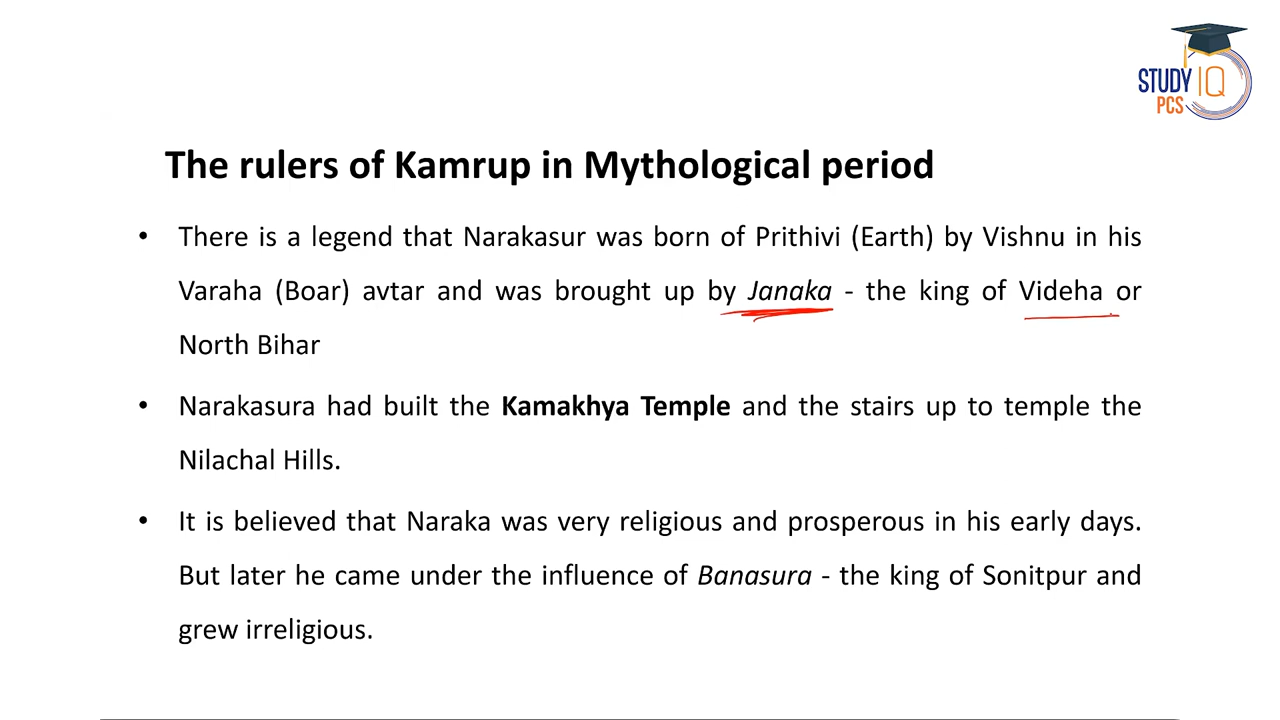 STUDY IQ
PCS
The rulers of Kamrup in Mythological period
• There is a legend that Narakasur was born of Prithivi (Earth) by Vishnu in his
Varaha (Boar) avtar and was brought up by Janaka - the king of Videha or
North Bihar
• Narakasura had built the Kamakhya Temple and the stairs up to temple the
Nilachal Hills.
• It is believed that Naraka was very religious and prosperous in his early days.
But later he came under the influence of Banasura - the king of Sonitpur and
grew irreligious.